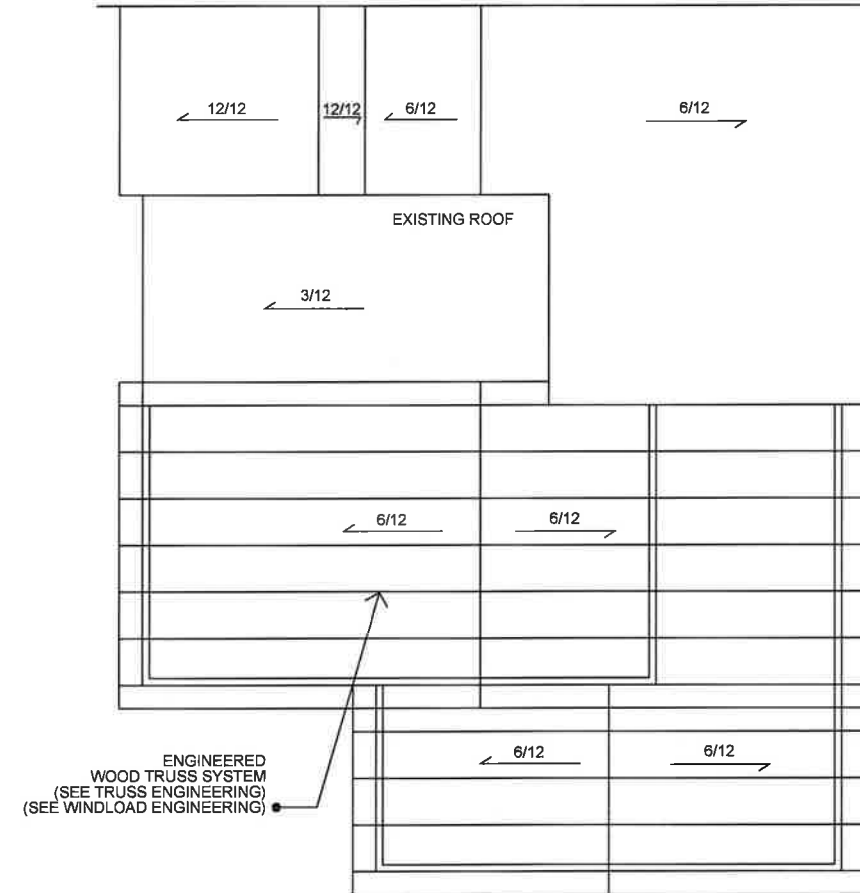 12/12
12/12
6/12
6/12
EXISTING ROOF
3/12
6/12
6/12
ENGINEERED
WOOD TRUSS SYSTEM
(SEE TRUSS ENGINEERING)
(SEE WINDLOAD ENGINEERING)
6/12
6/12